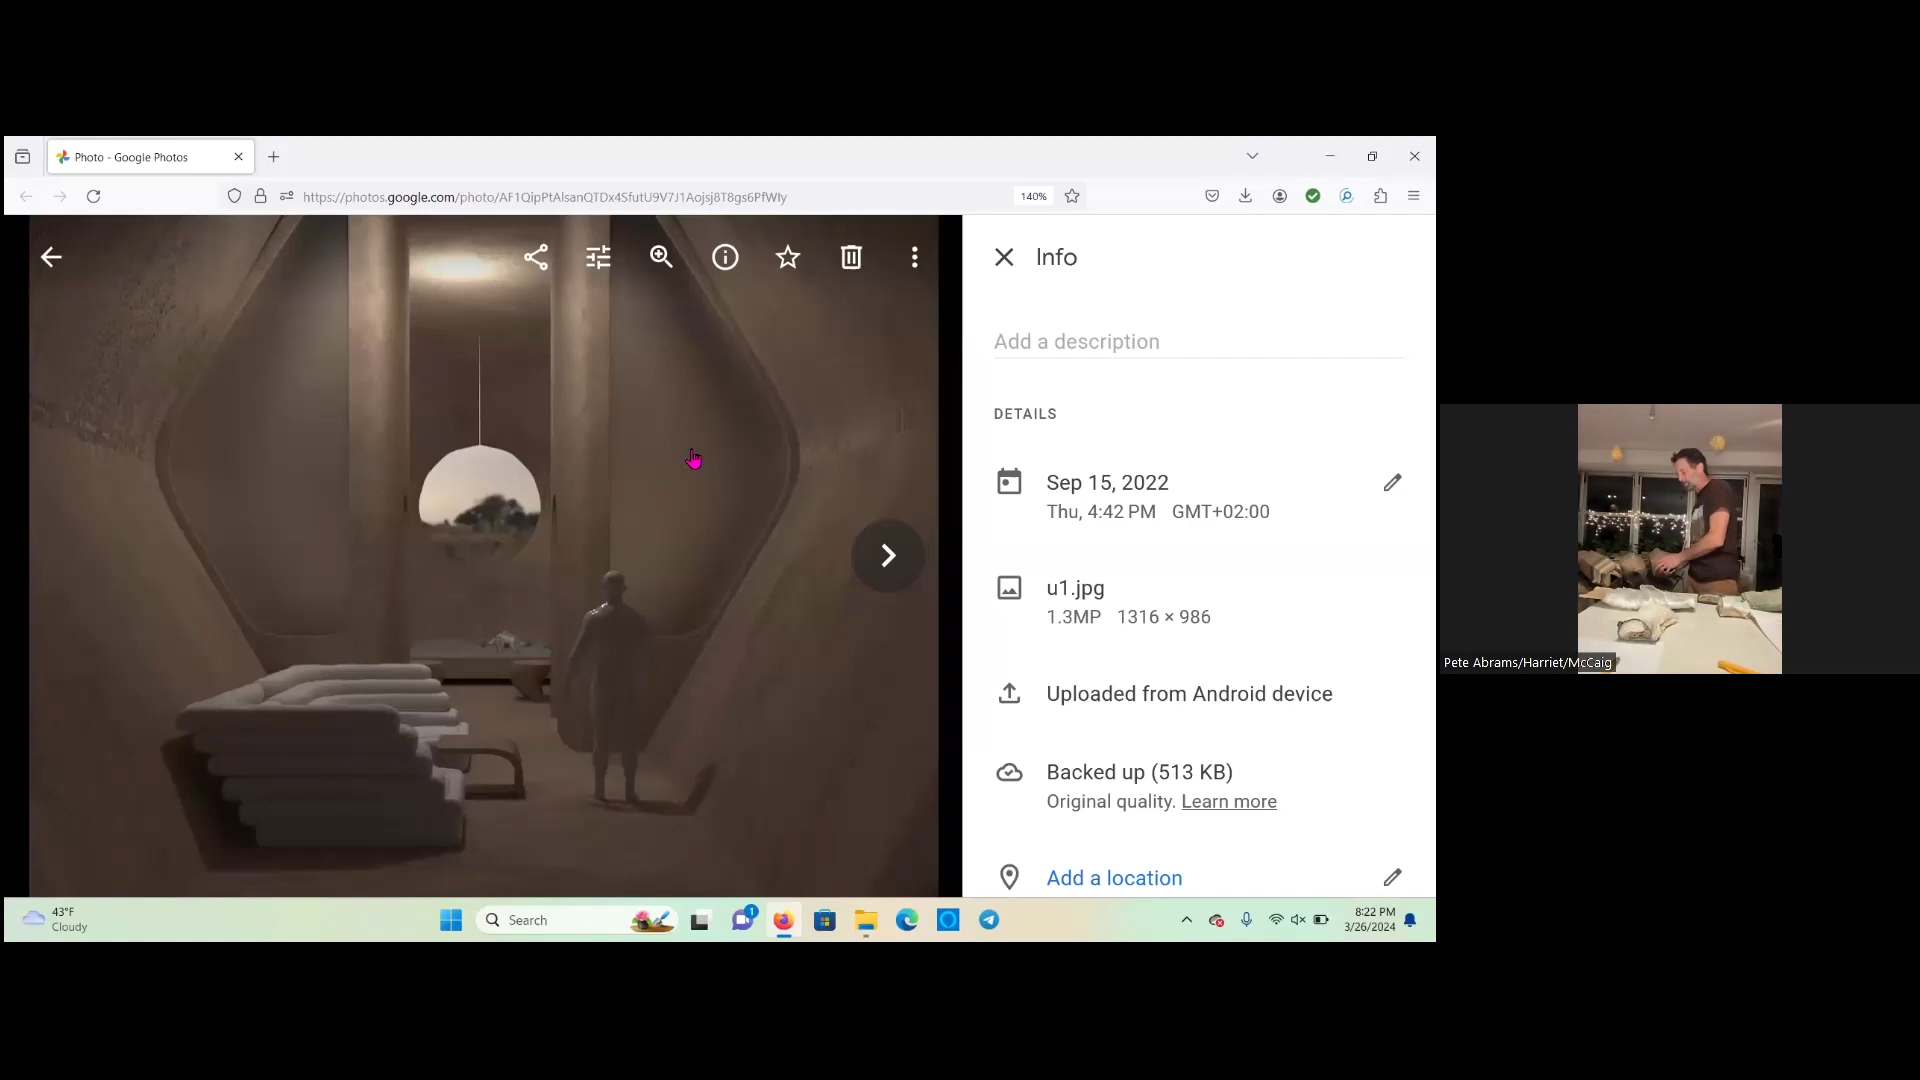 Photo - Google Photos
https://photos.google.com/photo/AF1QipPtAlsanQTDx4SfutU9V7J1Aojsj8T8gs6PfWIy
140%
Info
Add a description
DETAILS
Sep 15, 2022
Thu, 4:42 PM GMT+02:00
u1.jpg
1.3MP 1316 × 986
Uploaded from Android device
Backed up (513 KB)
Original quality. Learn more
Add a location
Pete Abrams/Harriet/McCaig
43°F
Cloudy
Search
1
8:22 PM
3/26/2024